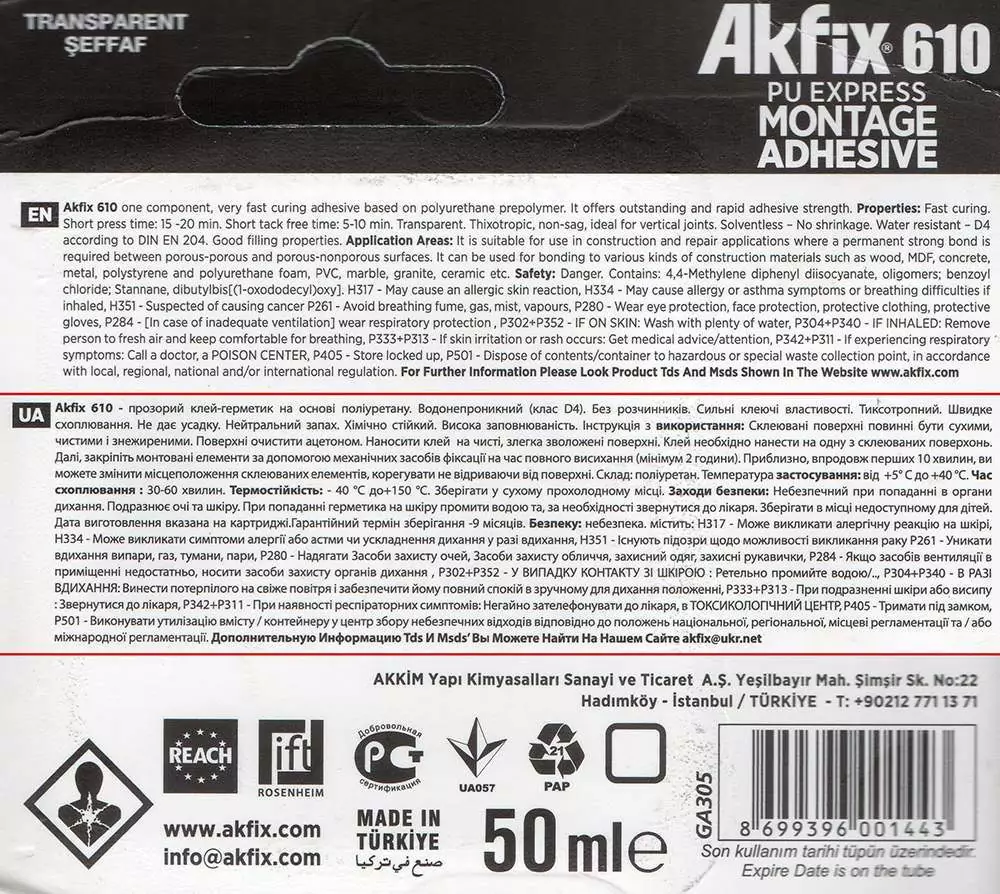 TRANSPARENT
ŞEFFAF
Akfix® 610
PU EXPRESS
MONTAGE
ADHESIVE
EN
Akfix 610 one component, very fast curing adhesive based on polyurethane prepolymer. It offers outstanding and rapid adhesive strength. Properties: Fast curing.
Short press time: 15 -20 min. Short tack free time: 5-10 min. Transparent. Thixotropic, non-sag, ideal for vertical joints. Solventless – No shrinkage. Water resistant – D4
according to DIN EN 204. Good filling properties. Application Areas: It is suitable for use in construction and repair applications where a permanent strong bond is
required between porous-porous and porous-nonporous surfaces. It can be used for bonding to various kinds of construction materials such as wood, MDF, concrete,
metal, polystyrene and polyurethane foam, PVC, marble, granite, ceramic etc. Safety: Danger. Contains: 4,4-Methylene diphenyl diisocyanate, oligomers; benzoyl
chloride; Stannane, dibutylbis[(1-oxododecyl)oxy]. H317 - May cause an allergic skin reaction, H334 - May cause allergy or asthma symptoms or breathing difficulties if
inhaled, H351 - Suspected of causing cancer P261 - Avoid breathing fume, gas, mist, vapours, P280 - Wear eye protection, face protection, protective clothing, protective
gloves, P284 - [In case of inadequate ventilation] wear respiratory protection , P302+P352 - IF ON SKIN: Wash with plenty of water, P304+P340 - IF INHALED: Remove
person to fresh air and keep comfortable for breathing, P333+P313 - If skin irritation or rash occurs: Get medical advice/attention, P342+P311 - If experiencing respiratory
symptoms: Call a doctor, a POISON CENTER, P405 - Store locked up, P501 - Dispose of contents/container to hazardous or special waste collection point, in accordance
with local, regional, national and/or international regulation. For Further Information Please Look Product Tds And Msds Shown In The Website www.akfix.com
UA
Akfix 610 - прозорий клей-герметик на основі поліуретану. Водонепроникний (клас D4). Без розчинників. Сильні клеючі властивості. Тиксотропний. Швидке
схоплювання. Не дає усадку. Нейтральний запах. Хімічно стійкий. Висока заповнюваність. Інструкція з використання: Склеювані поверхні повинні бути сухими,
чистими і знежиреними. Поверхні очистити ацетоном. Наносити клей на чисті, злегка зволожені поверхні. Клей необхідно нанести на одну з склеюваних поверхонь.
Далі, закріпіть монтовані елементи за допомогою механічних засобів фіксації на час повного висихання (мінімум 2 години). Приблизно, впродовж перших 10 хвилин, ви
можете змінити місцеположення склеюваних елементів, корегувати не відриваючи від поверхні. Склад: поліуретан. Температура застосування: від +5° C до +40 °C. Час
схоплювання : 30-60 хвилин. Термостійкість: - 40 °C до+150 °C. Зберігати у сухому прохолодному місці. Заходи безпеки: Небезпечний при попаданні в органи
дихання. Подразнює очі та шкіру. При попаданні герметика на шкіру промити водою та, за необхідності звернутеся до лікаря. Зберігати в місці недоступному для дітей.
Дата виготовлення вказана на картриджі.Гарантійний термін зберігання -9 місяців. Безпеку: небезпека. містить: H317 - Може викликати алергічну реакцію на шкірі,
H334 - Може викликати симптоми алергії або астми чи ускладнення дихання у разі вдихання, H351 - Існують підозри щодо можливості викликання раку P261 - Уникати
вдихання випари, газ, тумани, пари, P280 - Надягати Засоби захисту очей, Засоби захисту обличчя, захисний одяг, захисні рукавички, P284 - Якщо засобів вентиляції в
приміщенні недостатньо, носити засоби захисту органів дихання , P302+P352 - У ВИПАДКУ КОНТАКТУ ЗІ ШКІРОЮ : Ретельно промийте водою/.., P304+P340 - В РАЗІ
ВДИХАННЯ: Винести потерпілого на свіже повітря і забезпечити йому повний спокій в зручному для дихання положенні, P333+P313 - При подразненні шкіри або висипу
: Звернутися до лікаря, P342+P311 - При наявності респіраторних симптомів: Негайно зателефонувати до лікаря, в ТОКСИКОЛОГІЧНИЙ ЦЕНТР, P405 - Тримати під замком,
P501 - Виконувати утилізацію вмісту / контейнеру у центр збору небезпечних відходів відповідно до положень національної, регіональної, місцеві регламентації та / або
міжнародної регламентації. Дополнительную Информацию Tds И Msds’ Вы Можете Найти На Нашем Сайте akfix@ukr.net
AKKİM Yapı Kimyasalları Sanayi ve Ticaret A.Ş. Yeşilbayır Mah. Şimşir Sk. No:22
Hadımköy - İstanbul / TÜRKİYE - T: +90212 771 13 71
REACH
ift
ROSENHEIM
Добровольная
РСТ
сертификация
UA057
21
PAP
www.akfix.com
info@akfix.com
MADE IN
TÜRKİYE
صنع في تركيا
50 ml e
GA305
8 699396 001443
Son kullanım tarihi tüpün üzerindedir.
Expire Date is on the tube